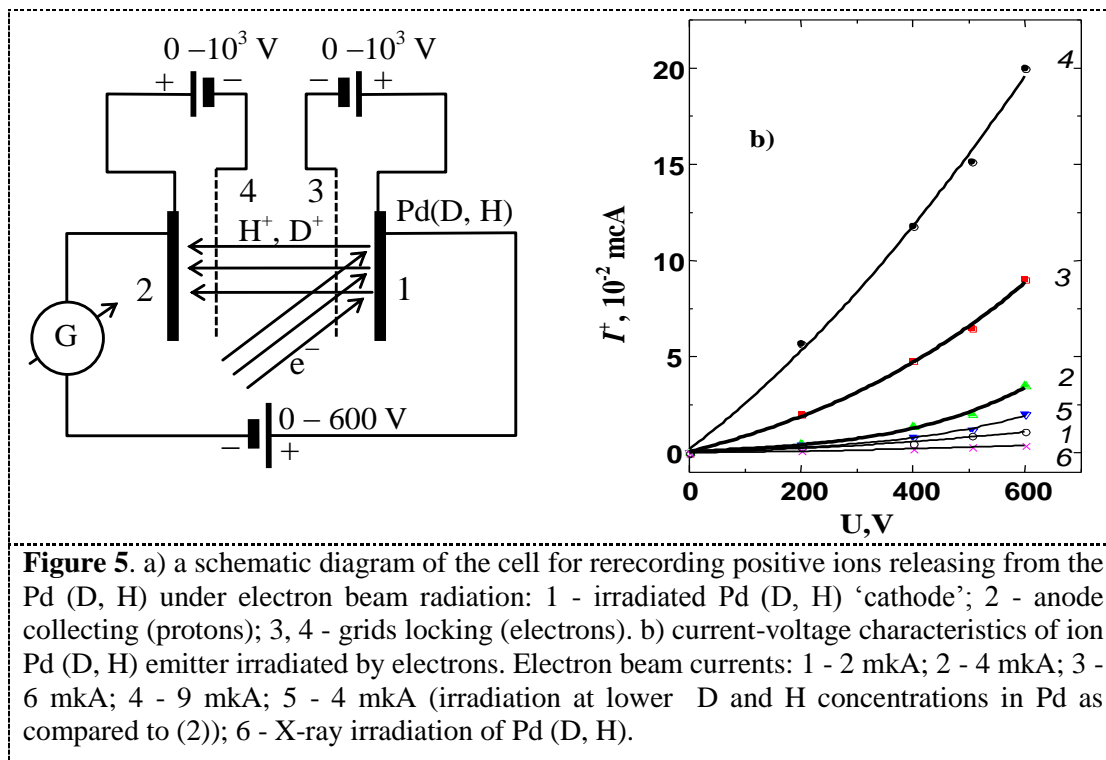 0 –10³ V 0 –10³ V
+ – – +
4 3
Pd(D, H)
H⁺, D⁺
2 1
G
e⁻
0 – 600 V
– +
20
15
10
5
0
I⁺, 10⁻² mcA
b)
4
3
2
5
1
6
0 200 400 600
U,V
Figure 5. a) a schematic diagram of the cell for rerecording positive ions releasing from the
Pd (D, H) under electron beam radiation: 1 - irradiated Pd (D, H) ‘cathode’; 2 - anode
collecting (protons); 3, 4 - grids locking (electrons). b) current-voltage characteristics of ion
Pd (D, H) emitter irradiated by electrons. Electron beam currents: 1 - 2 mkA; 2 - 4 mkA; 3 -
6 mkA; 4 - 9 mkA; 5 - 4 mkA (irradiation at lower D and H concentrations in Pd as
compared to (2)); 6 - X-ray irradiation of Pd (D, H).